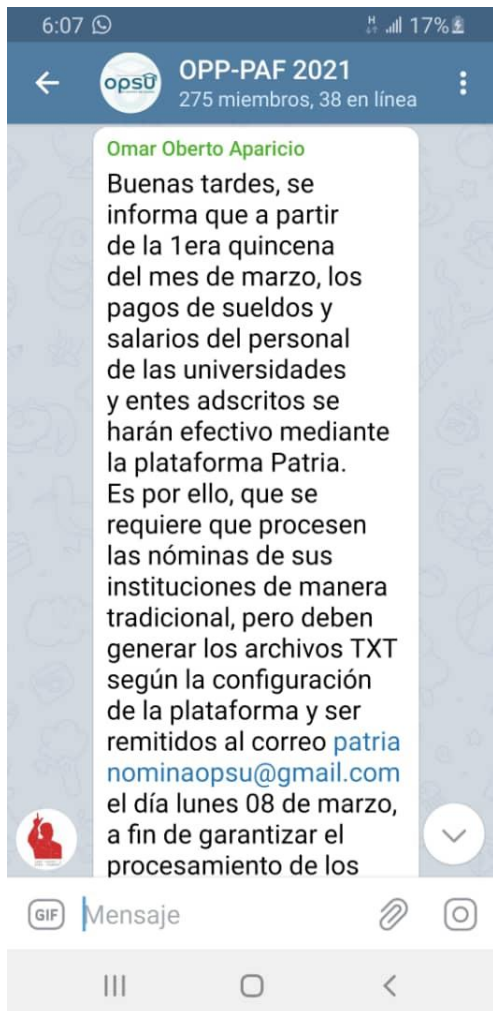 6:07
17%
opsu
OPP-PAF 2021
275 miembros, 38 en línea
Omar Oberto Aparicio
Buenas tardes, se
informa que a partir
de la 1era quincena
del mes de marzo, los
pagos de sueldos y
salarios del personal
de las universidades
y entes adscritos se
harán efectivo mediante
la plataforma Patria.
Es por ello, que se
requiere que procesen
las nóminas de sus
instituciones de manera
tradicional, pero deben
generar los archivos TXT
según la configuración
de la plataforma y ser
remitidos al correo patria
nominaopsu@gmail.com
el día lunes 08 de marzo,
a fin de garantizar el
procesamiento de los
GIF
Mensaje